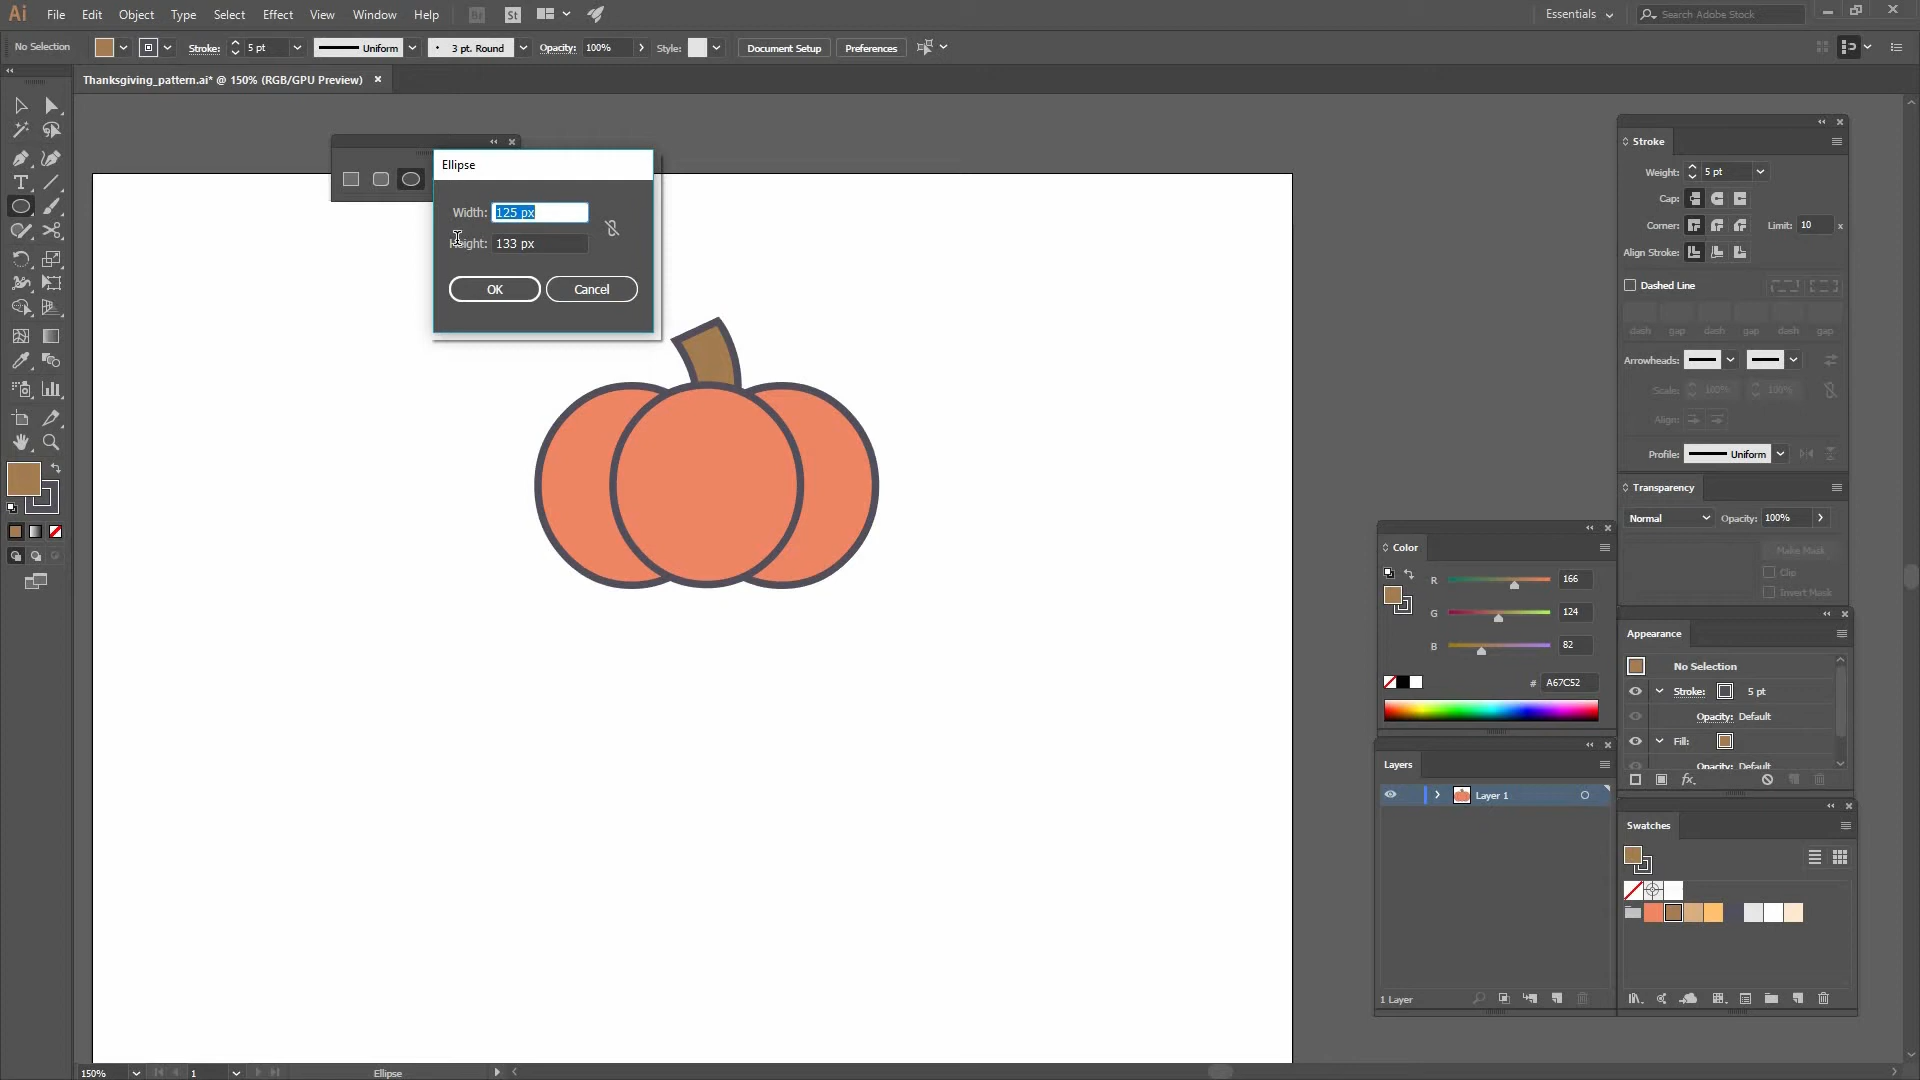 Ai File Edit Object Type Select Effect View Window Help Br St Essentials Search Adobe Stock
No Selection Stroke: 5 pt Uniform 3 pt. Round Opacity: 100% Style: Document Setup Preferences
Thanksgiving_pattern.ai* @ 150% (RGB/GPU Preview)
Ellipse
Width: 125 px
Height: 133 px
OK Cancel
Stroke
Weight: 5 pt
Cap:
Corner: Limit: 10 x
Align Stroke:
Dashed Line
dash gap dash gap dash gap
Arrowheads:
Scale: 100% 100%
Align:
Profile: Uniform
Transparency
Normal Opacity: 100%
Make Mask
Clip
Invert Mask
Color
R 166
G 124
B 82
# A67C52
Appearance
No Selection
Stroke: 5 pt
Opacity: Default
Fill:
Opacity: Default
Layers
Layer 1
1 Layer
Swatches
150% 1 Ellipse